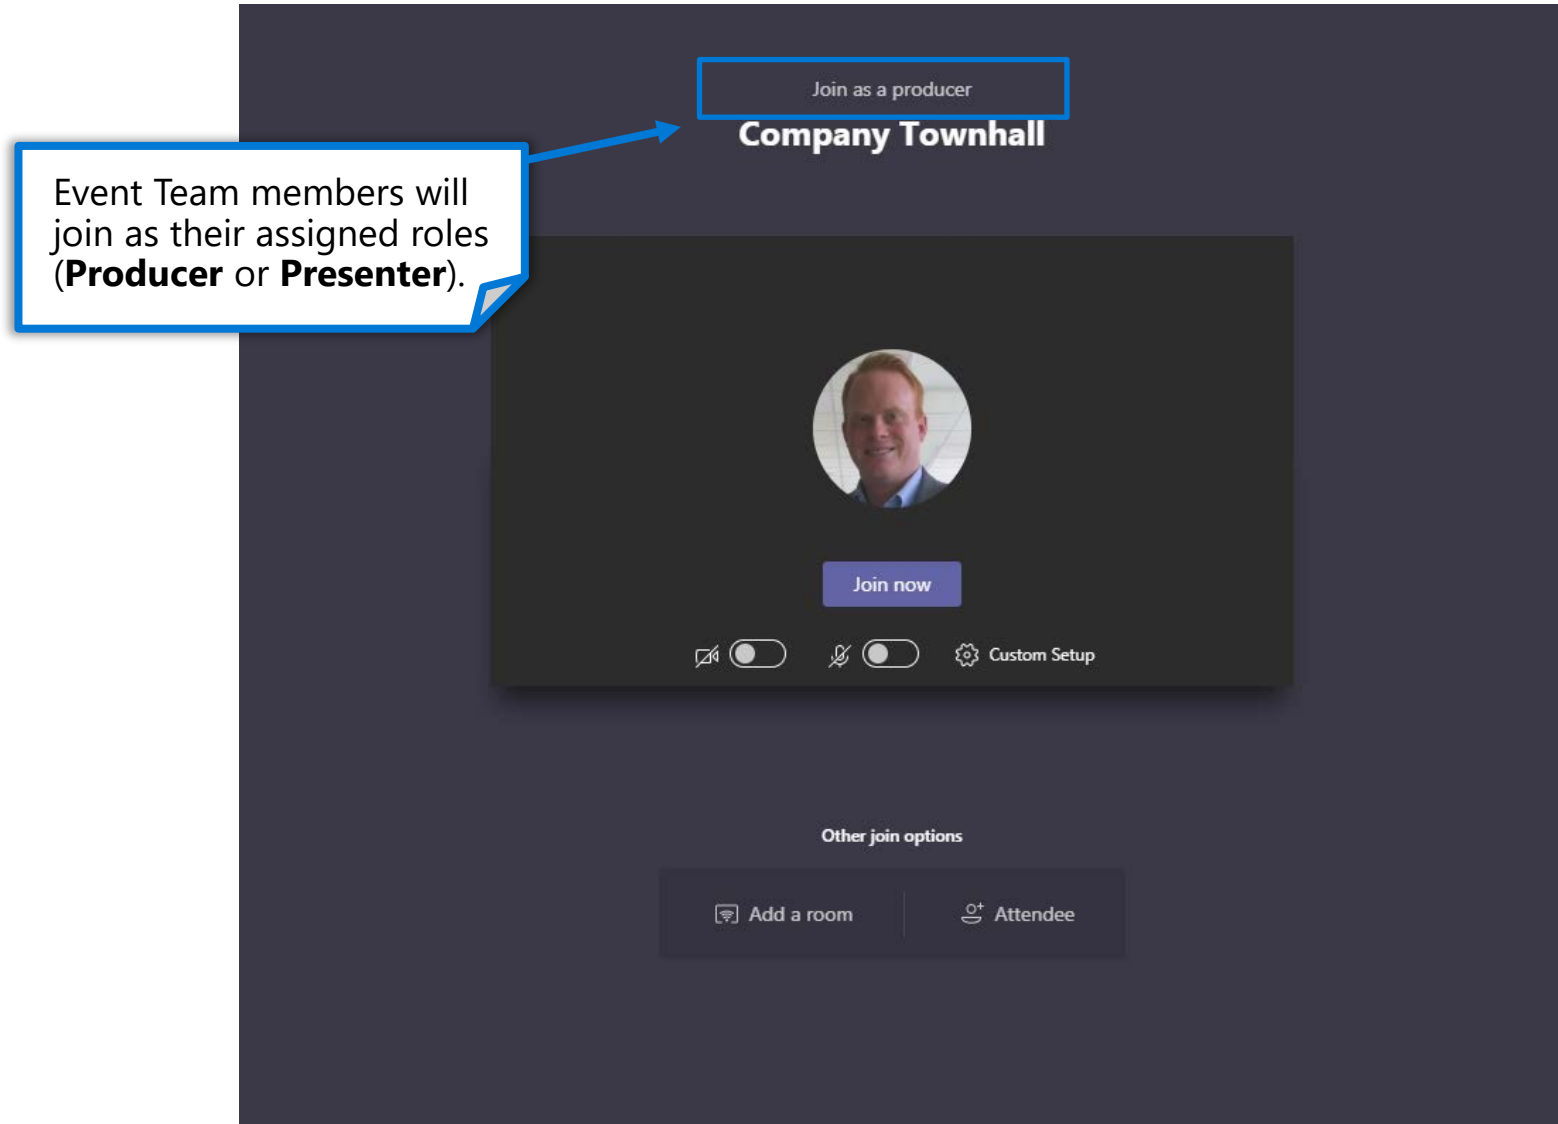 Join as a producer
Company Townhall
Event Team members will
join as their assigned roles
(Producer or Presenter).
Join now
Custom Setup
Other join options
Add a room
Attendee